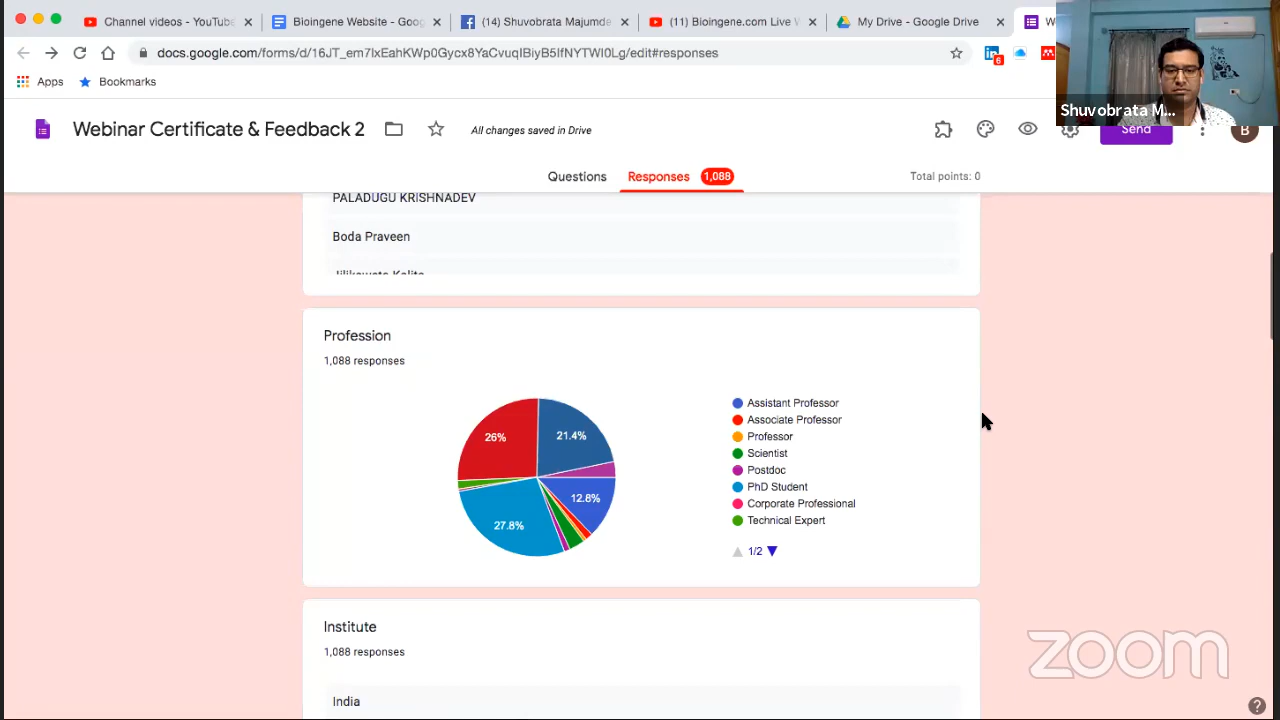 Channel videos - YouTube
Bioingene Website - Goog
(14) Shuvobrata Majumde
(11) Bioingene.com Live W
My Drive - Google Drive
docs.google.com/forms/d/16JT_em7IxEahKWp0Gycx8YaCvuqIBiyB5IfNYTWI0Lg/edit#responses
6
Apps
Bookmarks
Shuvobrata M...
Webinar Certificate & Feedback 2
All changes saved in Drive
Send
B
Questions
Responses
1,088
Total points: 0
PALADUGU KRISHNADEV
Boda Praveen
Profession
1,088 responses
26%
21.4%
12.8%
27.8%
Assistant Professor
Associate Professor
Professor
Scientist
Postdoc
PhD Student
Corporate Professional
Technical Expert
1/2
Institute
1,088 responses
India
zoom
?